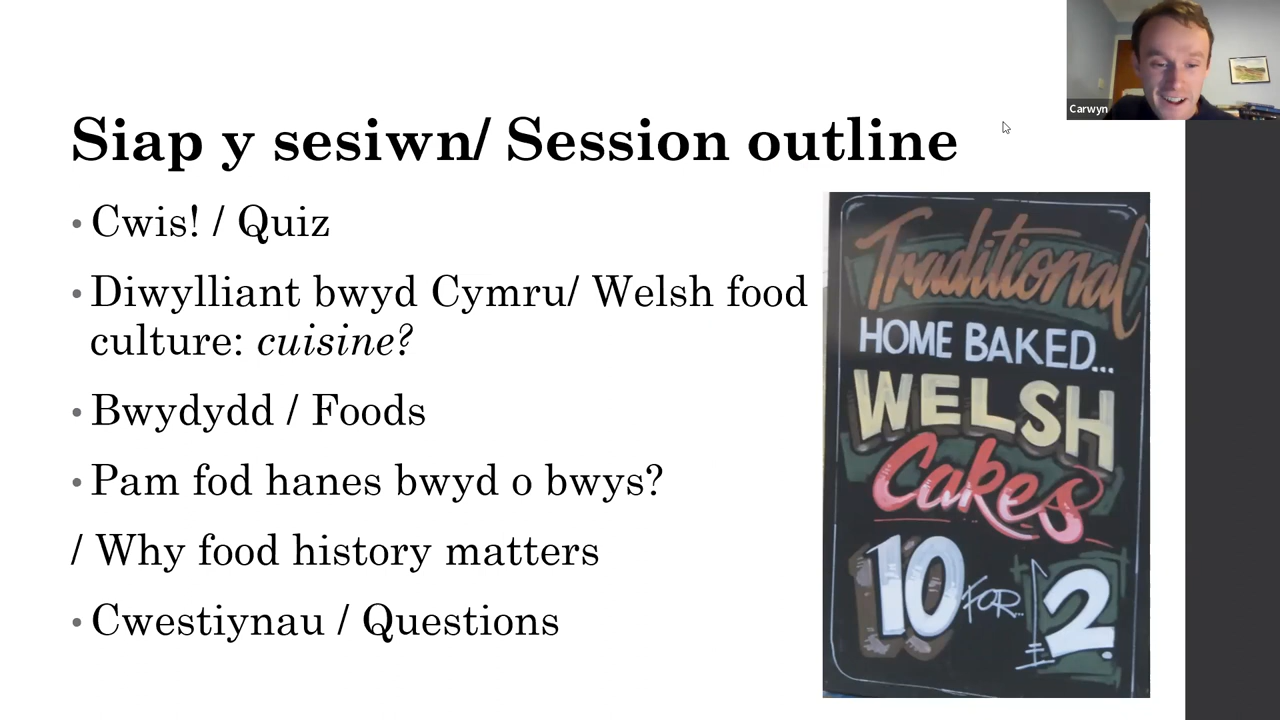 Carwyn
Siap y sesiwn/ Session outline
• Cwis! / Quiz
• Diwylliant bwyd Cymru/ Welsh food
culture: cuisine?
• Bwydydd / Foods
• Pam fod hanes bwyd o bwys?
/ Why food history matters
• Cwestiynau / Questions
Traditional
HOME BAKED...
WELSH
Cakes
10 FOR... £2.